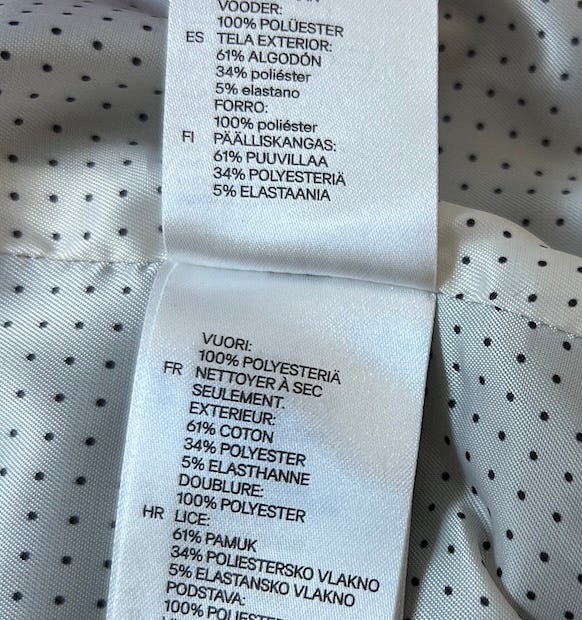 VOODER:
100% POLÜESTER
ES TELA EXTERIOR:
61% ALGODÓN
34% poliéster
5% elastano
FORRO:
100% poliéster
FI PÄÄLLISKANGAS:
61% PUUVILLAA
34% POLYESTERIÄ
5% ELASTAANIA
VUORI:
100% POLYESTERIÄ
FR NETTOYER À SEC
SEULEMENT.
EXTERIEUR:
61% COTON
34% POLYESTER
5% ELASTHANNE
DOUBLURE:
100% POLYESTER
HR LICE:
61% PAMUK
34% POLIESTERSKO VLAKNO
5% ELASTANSKO VLAKNO
PODSTAVA:
100%